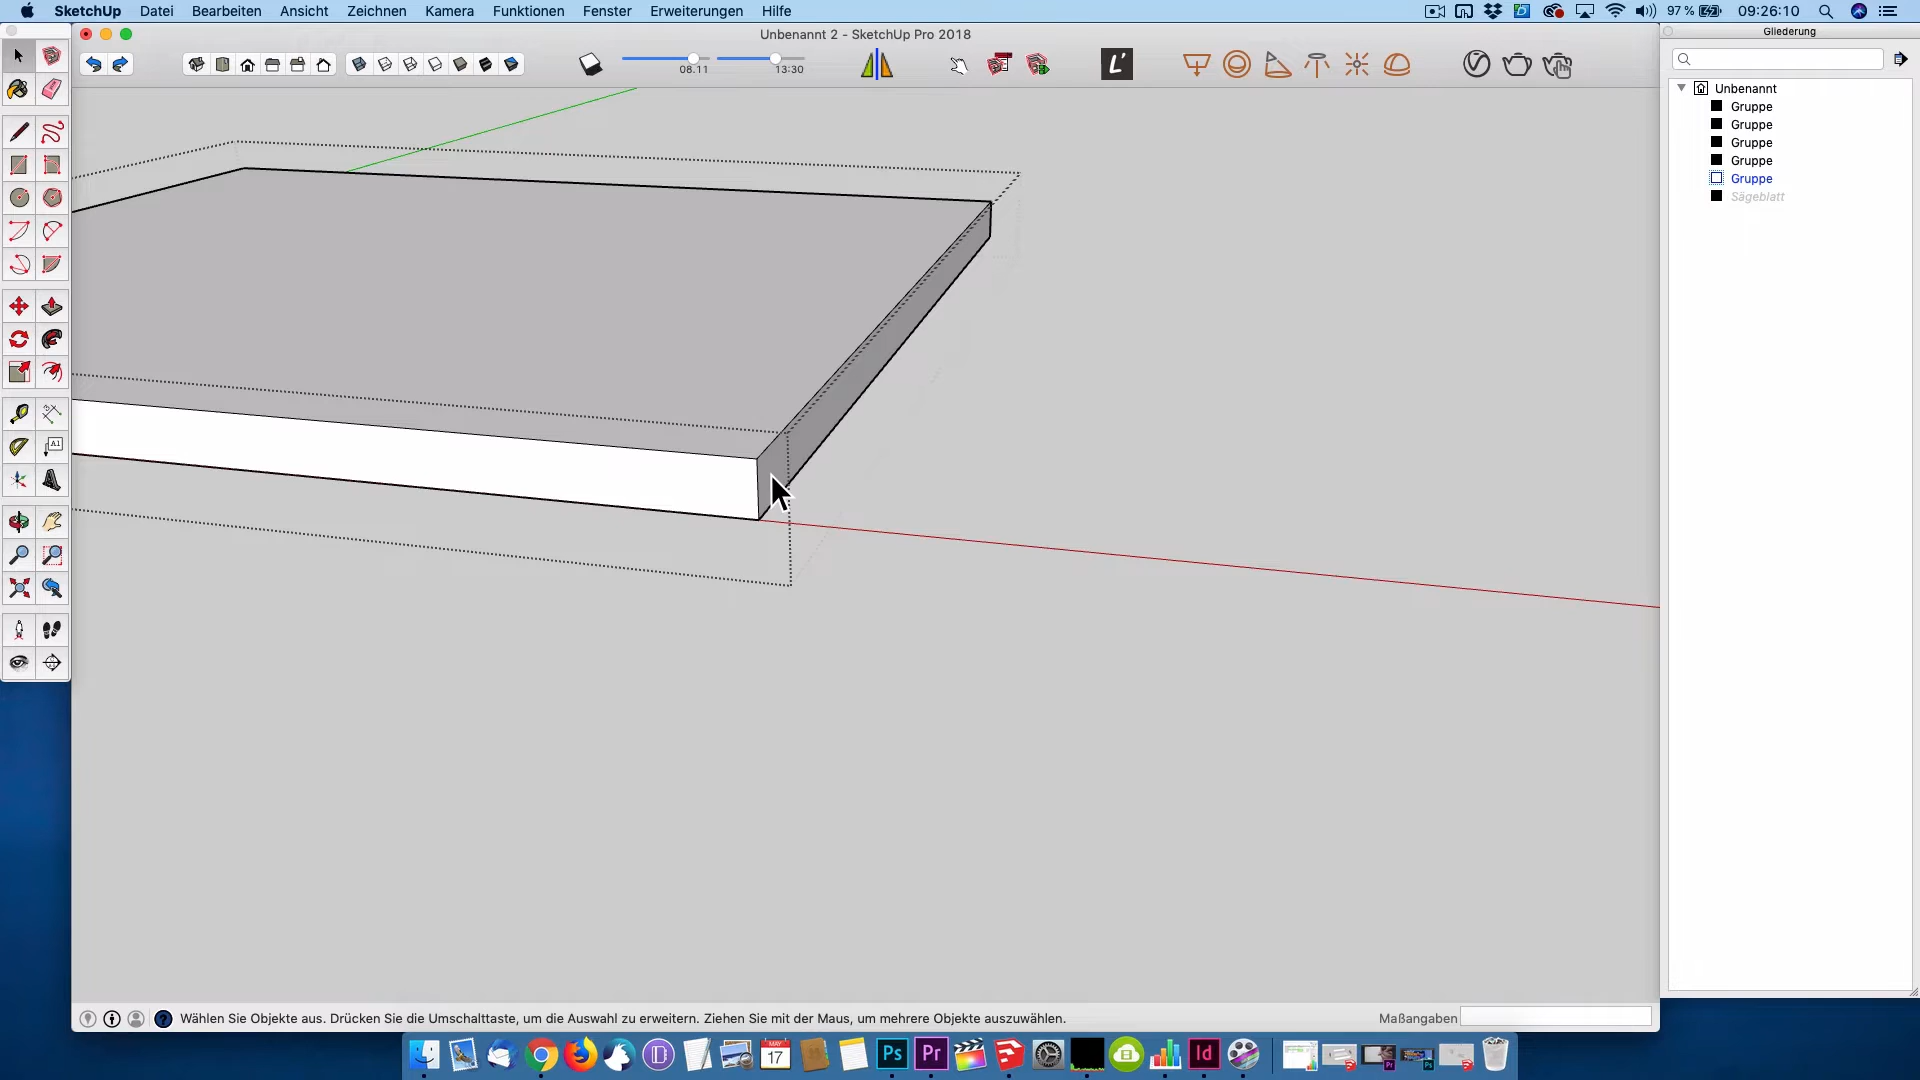 SketchUp Datei Bearbeiten Ansicht Zeichnen Kamera Funktionen Fenster Erweiterungen Hilfe 97 % 09:26:10
Unbenannt 2 - SketchUp Pro 2018
Gliederung
08.11 13:30
L'
Unbenannt
Gruppe
Gruppe
Gruppe
Gruppe
Gruppe
Sägeblatt
A1
Wählen Sie Objekte aus. Drücken Sie die Umschalttaste, um die Auswahl zu erweitern. Ziehen Sie mit der Maus, um mehrere Objekte auszuwählen.
Maßangaben
MAY
17
Ps
Pr
Id